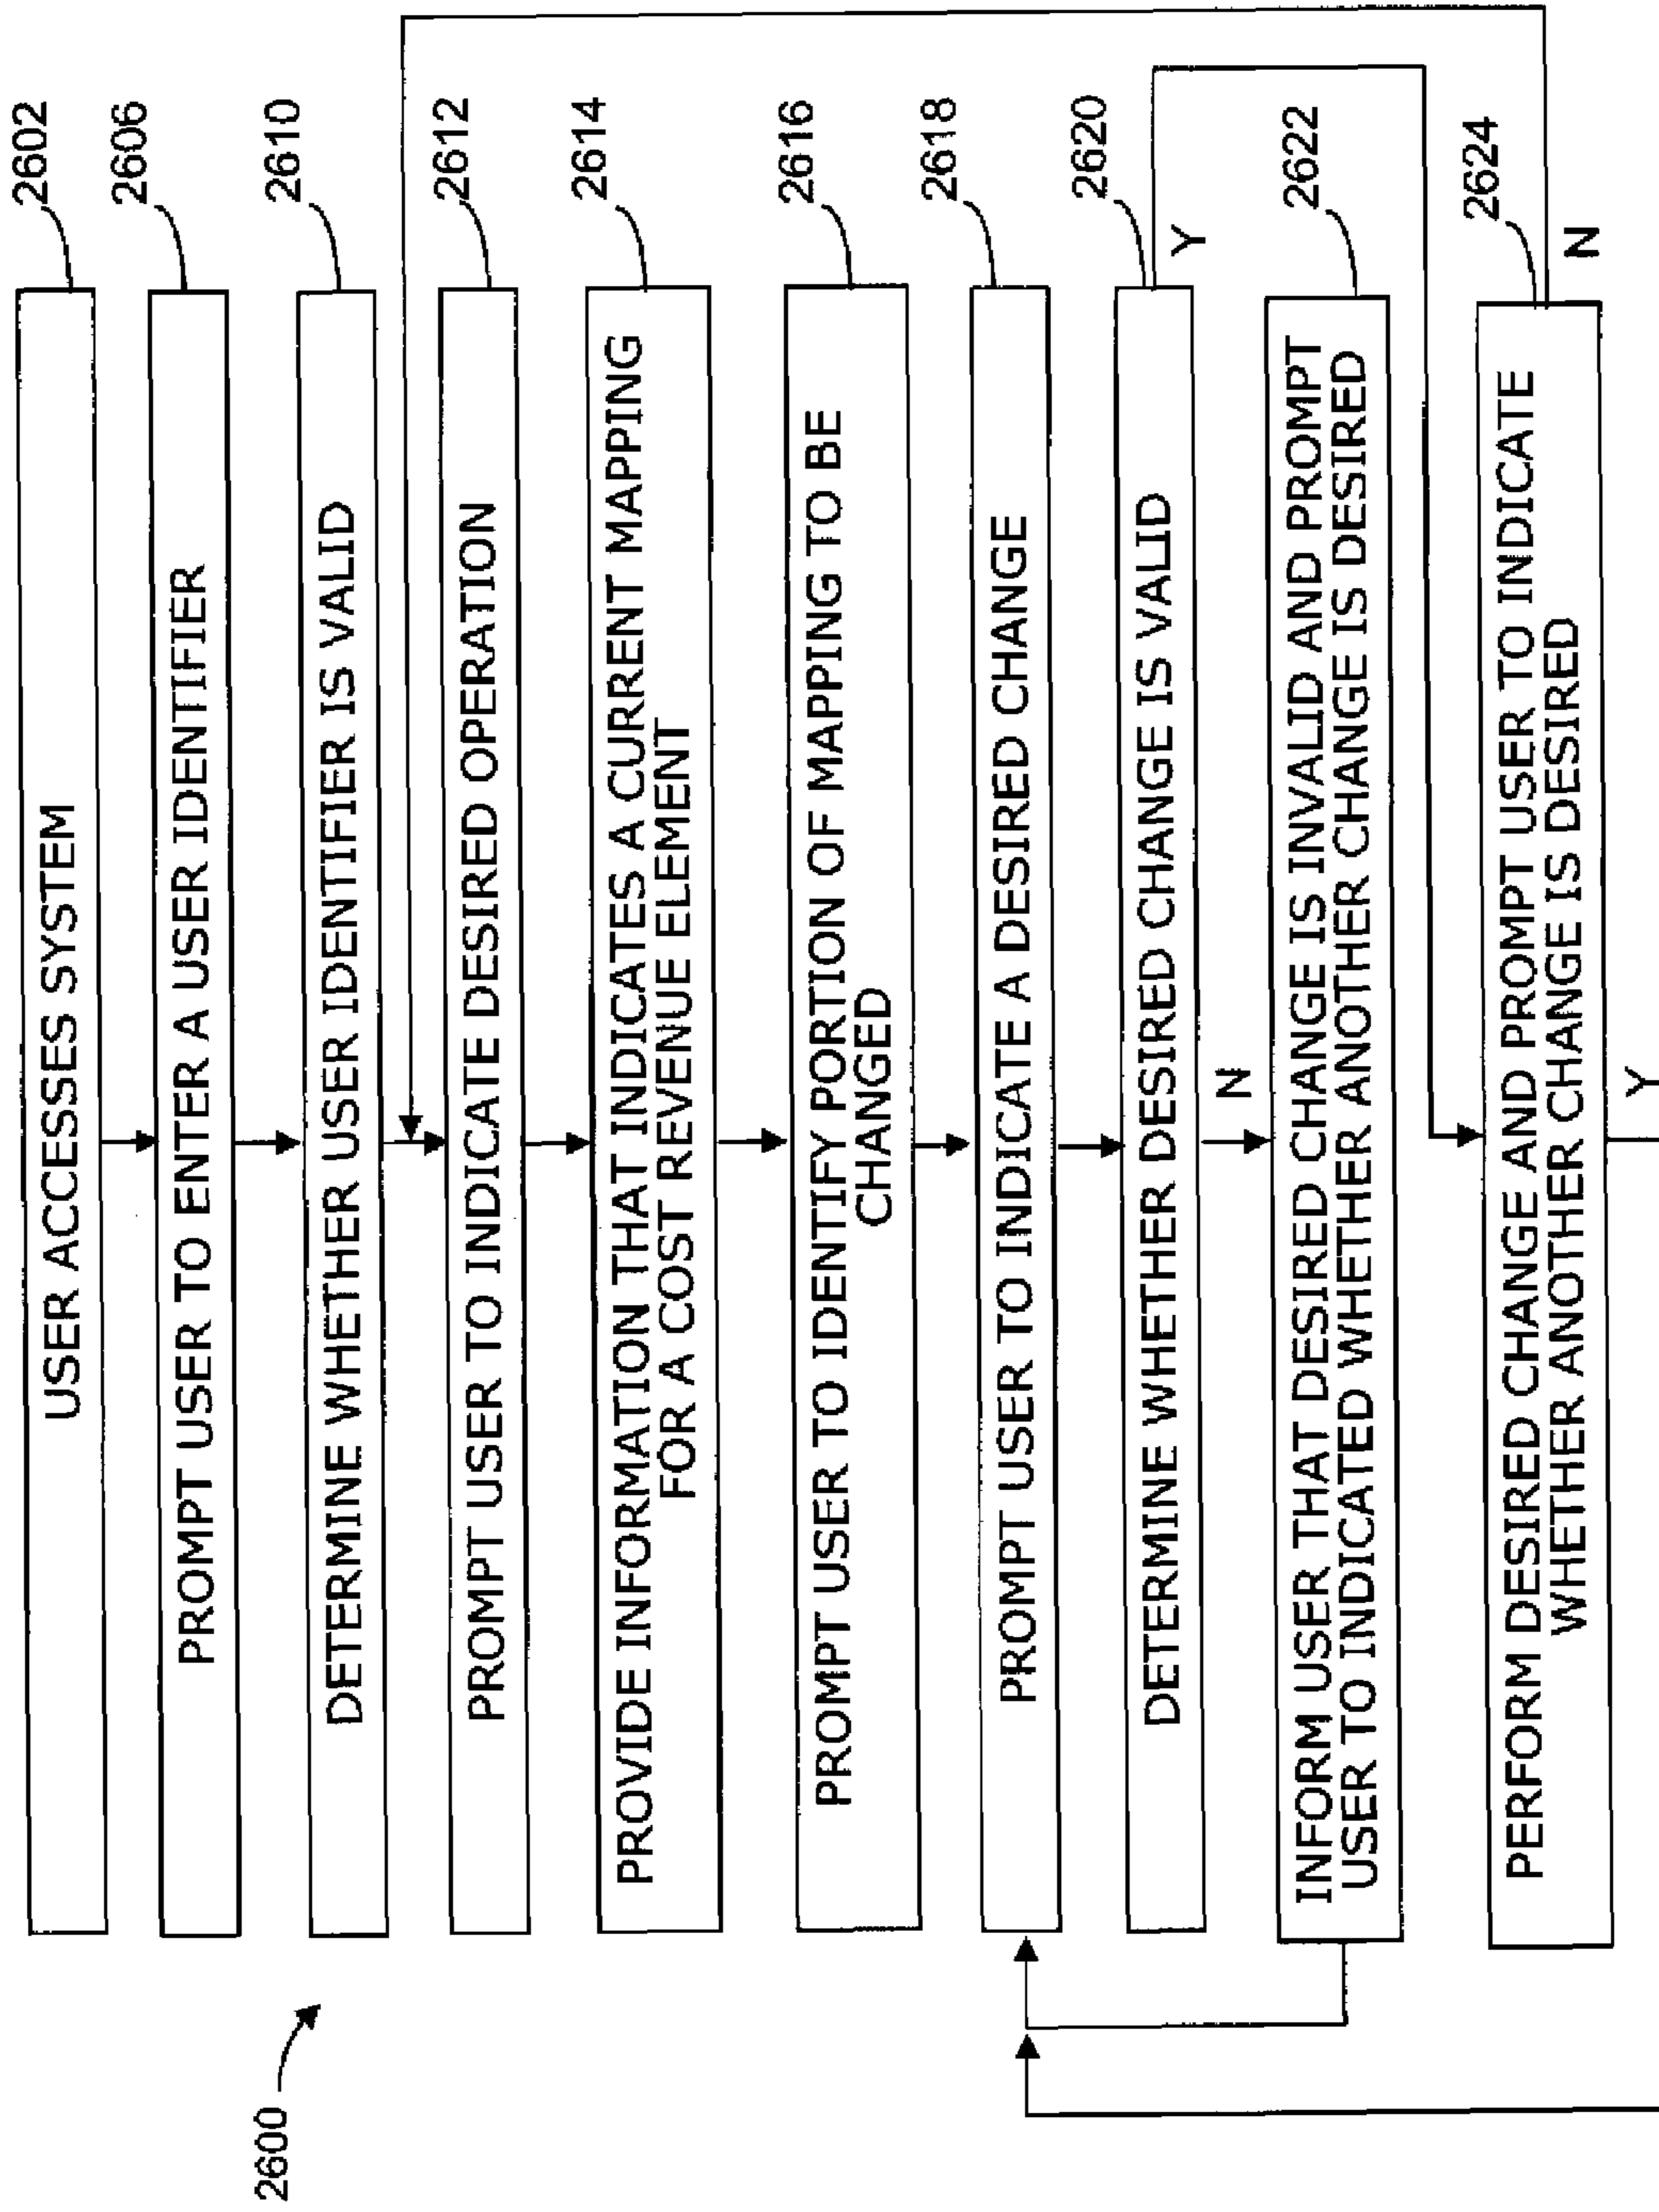 2600
USER ACCESSES SYSTEM
2602
PROMPT USER TO ENTER A USER IDENTIFIER
2606
DETERMINE WHETHER USER IDENTIFIER IS VALID
2610
PROMPT USER TO INDICATE DESIRED OPERATION
2612
PROVIDE INFORMATION THAT INDICATES A CURRENT MAPPING
FOR A COST REVENUE ELEMENT
2614
PROMPT USER TO IDENTIFY PORTION OF MAPPING TO BE
CHANGED
2616
PROMPT USER TO INDICATE A DESIRED CHANGE
2618
DETERMINE WHETHER DESIRED CHANGE IS VALID
2620
Y
N
INFORM USER THAT DESIRED CHANGE IS INVALID AND PROMPT
USER TO INDICATED WHETHER ANOTHER CHANGE IS DESIRED
2622
PERFORM DESIRED CHANGE AND PROMPT USER TO INDICATE
WHETHER ANOTHER CHANGE IS DESIRED
2624
N
Y